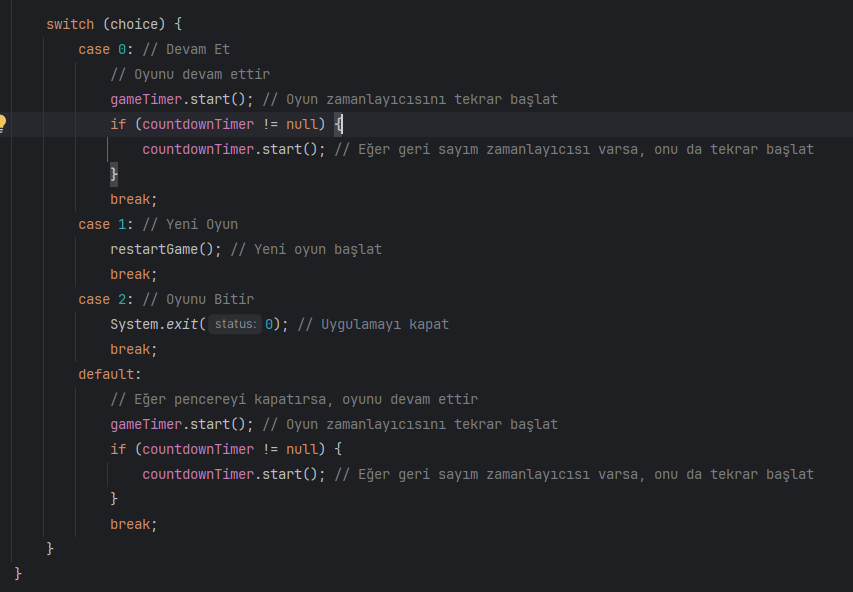 switch (choice) {
case 0: // Devam Et
// Oyunu devam ettir
gameTimer.start(); // Oyun zamanlayıcısını tekrar başlat
if (countdownTimer != null) {
countdownTimer.start(); // Eğer geri sayım zamanlayıcısı varsa, onu da tekrar başlat
}
break;
case 1: // Yeni Oyun
restartGame(); // Yeni oyun başlat
break;
case 2: // Oyunu Bitir
System.exit( status: 0); // Uygulamayı kapat
break;
default:
// Eğer pencereyi kapatırsa, oyunu devam ettir
gameTimer.start(); // Oyun zamanlayıcısını tekrar başlat
if (countdownTimer != null) {
countdownTimer.start(); // Eğer geri sayım zamanlayıcısı varsa, onu da tekrar başlat
}
break;
}
}